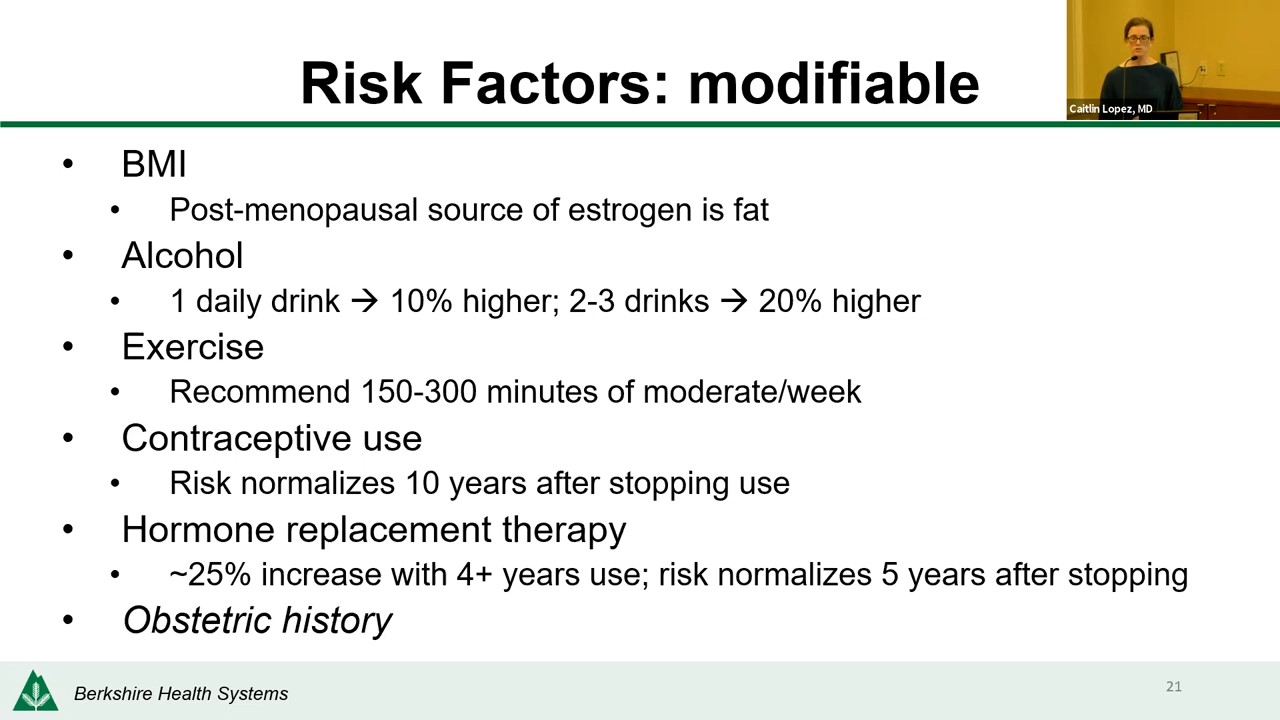 Risk Factors: modifiable
Caitlin Lopez, MD
• BMI
• Post-menopausal source of estrogen is fat
• Alcohol
• 1 daily drink → 10% higher; 2-3 drinks → 20% higher
• Exercise
• Recommend 150-300 minutes of moderate/week
• Contraceptive use
• Risk normalizes 10 years after stopping use
• Hormone replacement therapy
• ~25% increase with 4+ years use; risk normalizes 5 years after stopping
• Obstetric history
Berkshire Health Systems
21